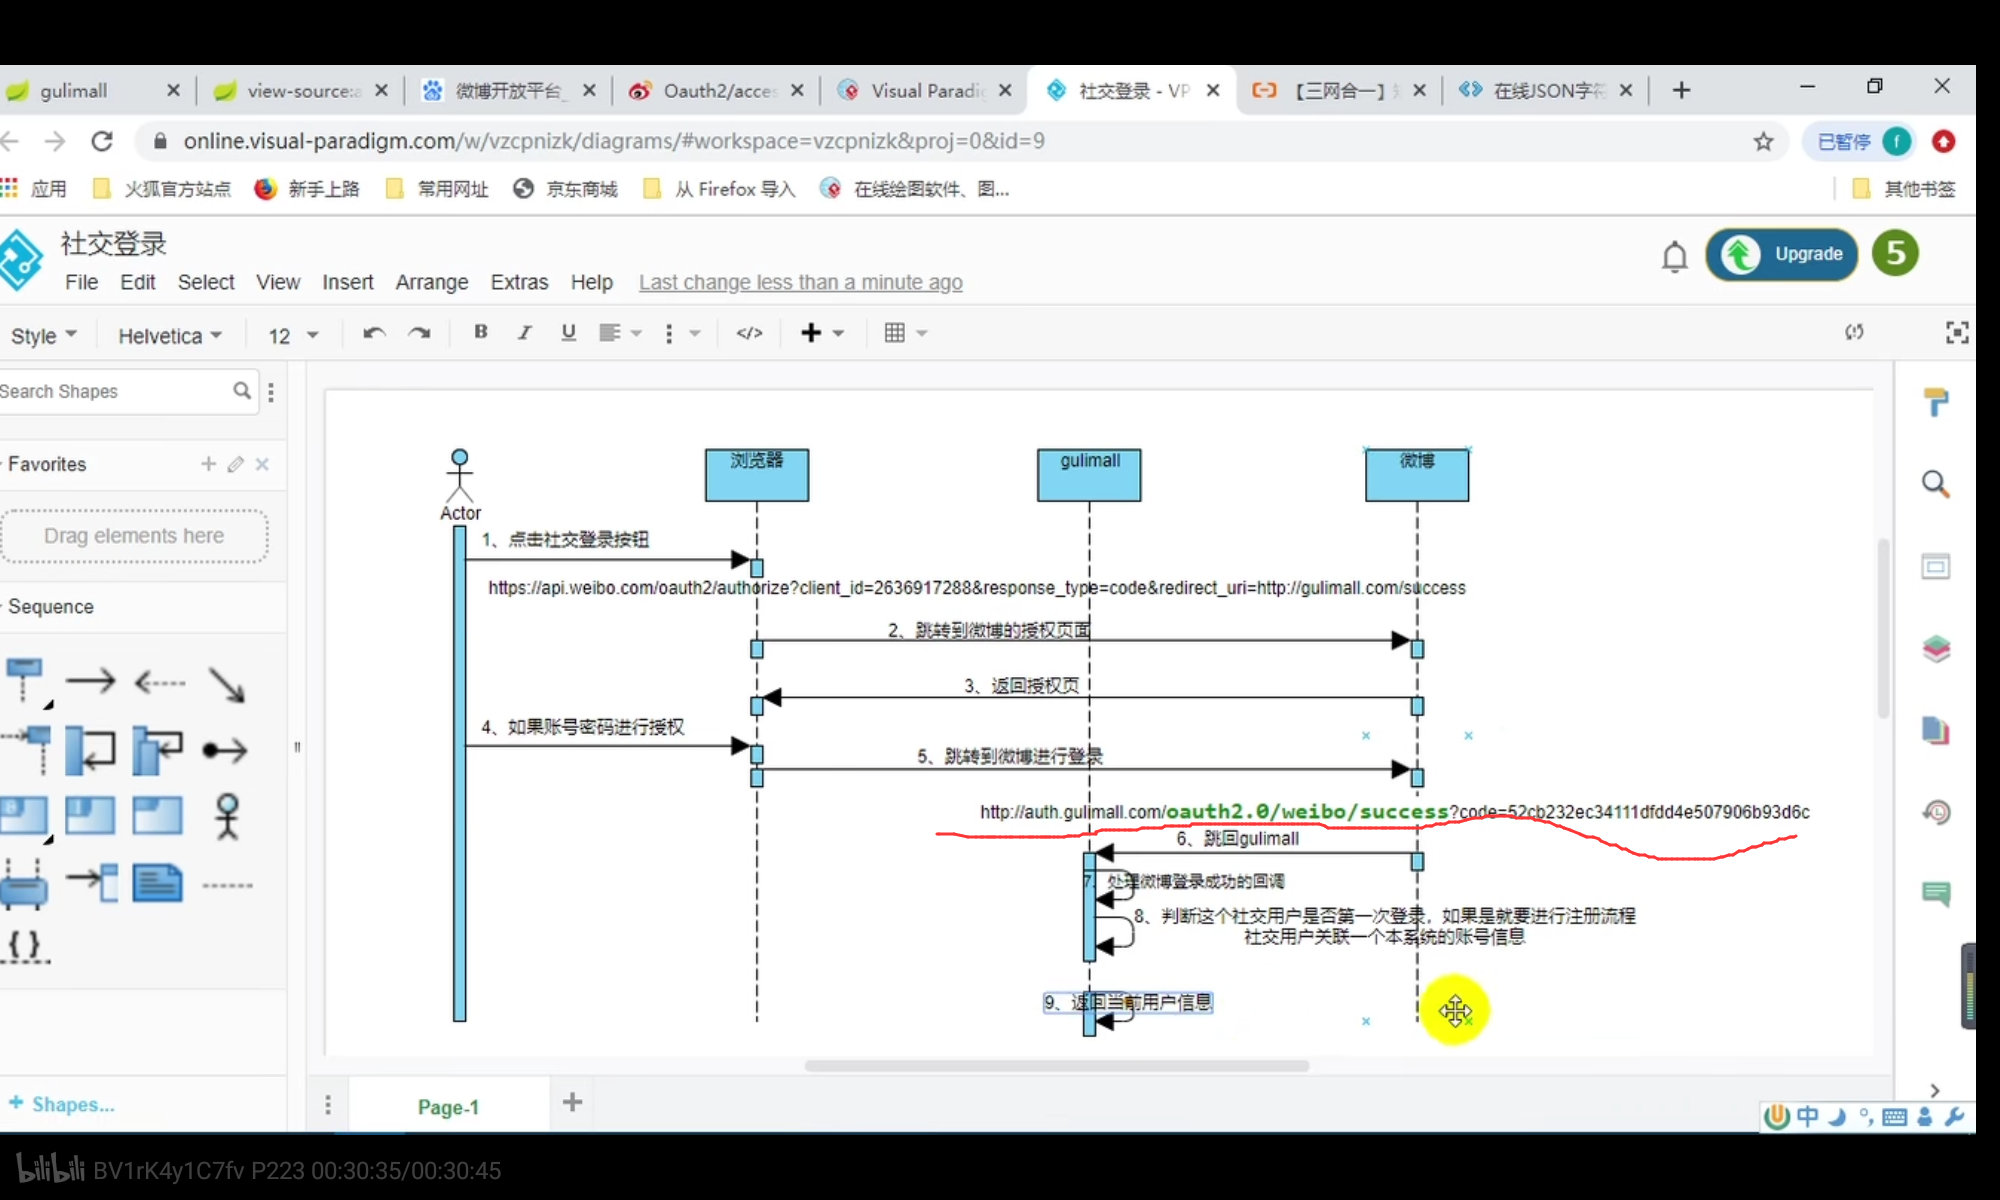 gulimall
view-source:a
微博开放平台_
Oauth2/acces
Visual Paradig
社交登录 - VP
【三网合一】
在线JSON字符
online.visual-paradigm.com/w/vzcpnizk/diagrams/#workspace=vzcpnizk&proj=0&id=9
已暂停
f
应用
火狐官方站点
新手上路
常用网址
京东商城
从 Firefox 导入
在线绘图软件、图...
其他书签
社交登录
Upgrade
5
File Edit Select View Insert Arrange Extras Help Last change less than a minute ago
Style Helvetica 12 B I U </>
Search Shapes
Favorites
Drag elements here
Sequence
Shapes...
浏览器
gulimall
微博
Actor
1、点击社交登录按钮
https://api.weibo.com/oauth2/authorize?client_id=2636917288&response_type=code&redirect_uri=http://gulimall.com/success
2、跳转到微博的授权页面
3、返回授权页
4、如果账号密码进行授权
5、跳转到微博进行登录
http://auth.gulimall.com/oauth2.0/weibo/success?code=52cb232ec34111dfdd4e507906b93d6c
6、跳回gulimall
7、处理微博登录成功的回调
8、判断这个社交用户是否第一次登录，如果是就要进行注册流程
社交用户关联一个本系统的账号信息
9、返回当前用户信息
Page-1
中
bilibili BV1rK4y1C7fv P223 00:30:35/00:30:45